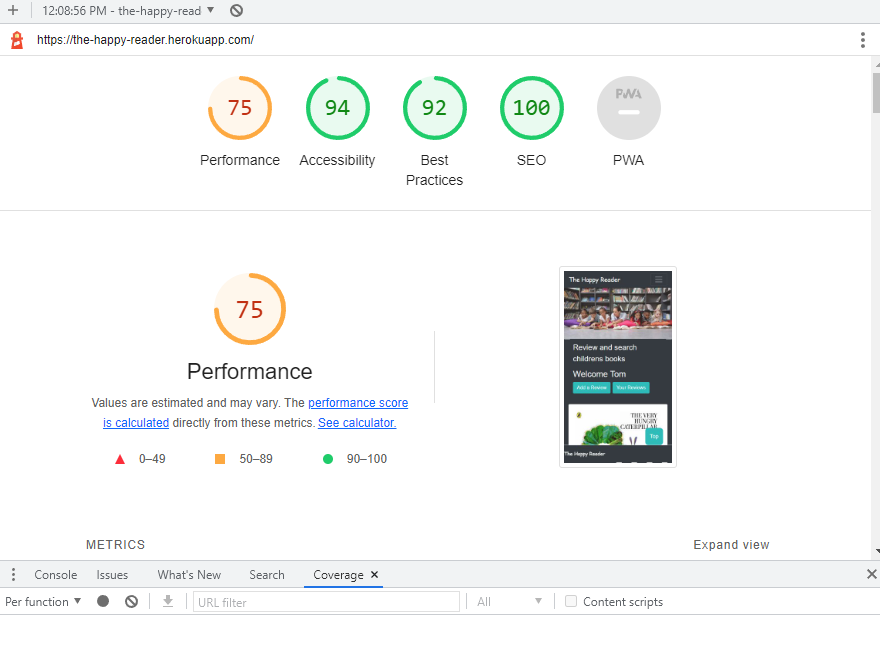 12:08:56 PM - the-happy-read
https://the-happy-reader.herokuapp.com/
75
94
92
100
PWA
Performance
Accessibility
Best
Practices
SEO
PWA
75
Performance
Values are estimated and may vary. The performance score
is calculated directly from these metrics. See calculator.
0–49
50–89
90–100
The Happy Reader
Review and search
childrens books
Welcome Tom
Add a Review
Your Reviews
THE VERY
HUNGRY
CATERPILLAR
Top
The Happy Reader
METRICS
Expand view
Console
Issues
What's New
Search
Coverage
Per function
URL filter
All
Content scripts